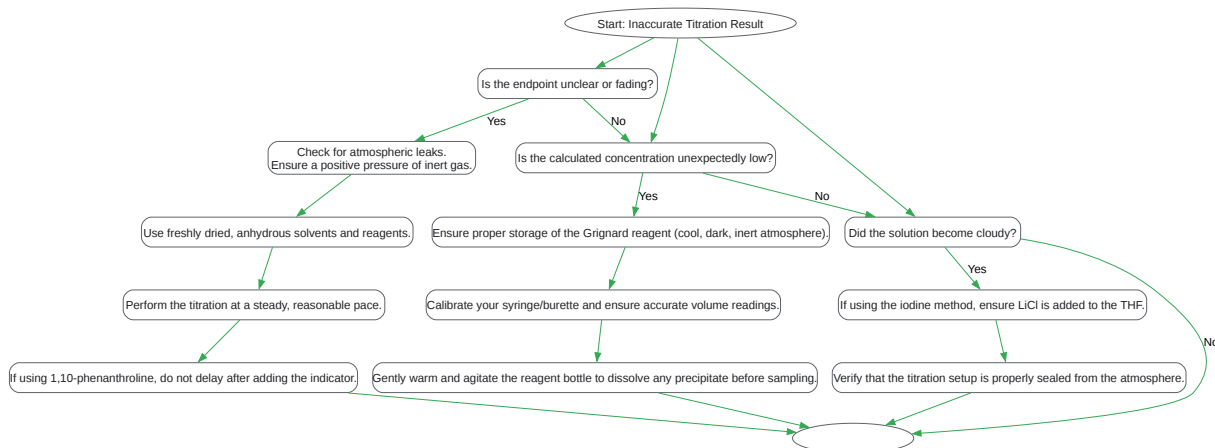 Start: Inaccurate Titration Result
Is the endpoint unclear or fading?
Yes
No
Check for atmospheric leaks.
Ensure a positive pressure of inert gas.
Is the calculated concentration unexpectedly low?
Yes
No
Use freshly dried, anhydrous solvents and reagents.
Ensure proper storage of the Grignard reagent (cool, dark, inert atmosphere).
Did the solution become cloudy?
Yes
Perform the titration at a steady, reasonable pace.
Calibrate your syringe/burette and ensure accurate volume readings.
If using the iodine method, ensure LiCl is added to the THF.
No
If using 1,10-phenanthroline, do not delay after adding the indicator.
Gently warm and agitate the reagent bottle to dissolve any precipitate before sampling.
Verify that the titration setup is properly sealed from the atmosphere.